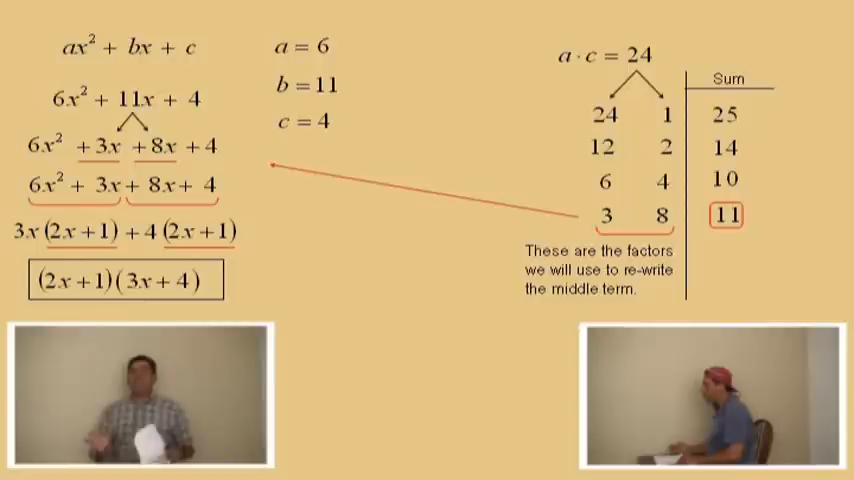 ax² + bx + c
6x² + 11x + 4
6x² + 3x + 8x + 4
6x² + 3x + 8x + 4
3x (2x + 1) + 4 (2x + 1)
(2x + 1)(3x + 4)
a = 6
b = 11
c = 4
a · c = 24
Sum
24 1 25
12 2 14
6 4 10
3 8 11
These are the factors
we will use to re-write
the middle term.